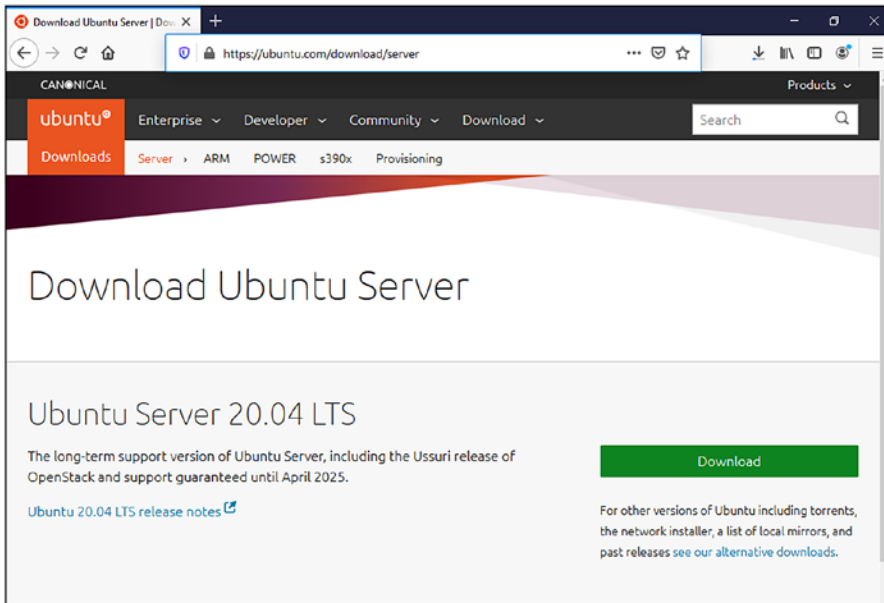 Download Ubuntu Server | Dow
https://ubuntu.com/download/server
CANONICAL
Products
ubuntu®
Enterprise
Developer
Community
Download
Search
Downloads
Server › ARM POWER s390x Provisioning
Download Ubuntu Server
Ubuntu Server 20.04 LTS
The long-term support version of Ubuntu Server, including the Ussuri release of
OpenStack and support guaranteed until April 2025.
Ubuntu 20.04 LTS release notes
Download
For other versions of Ubuntu including torrents,
the network installer, a list of local mirrors, and
past releases see our alternative downloads.